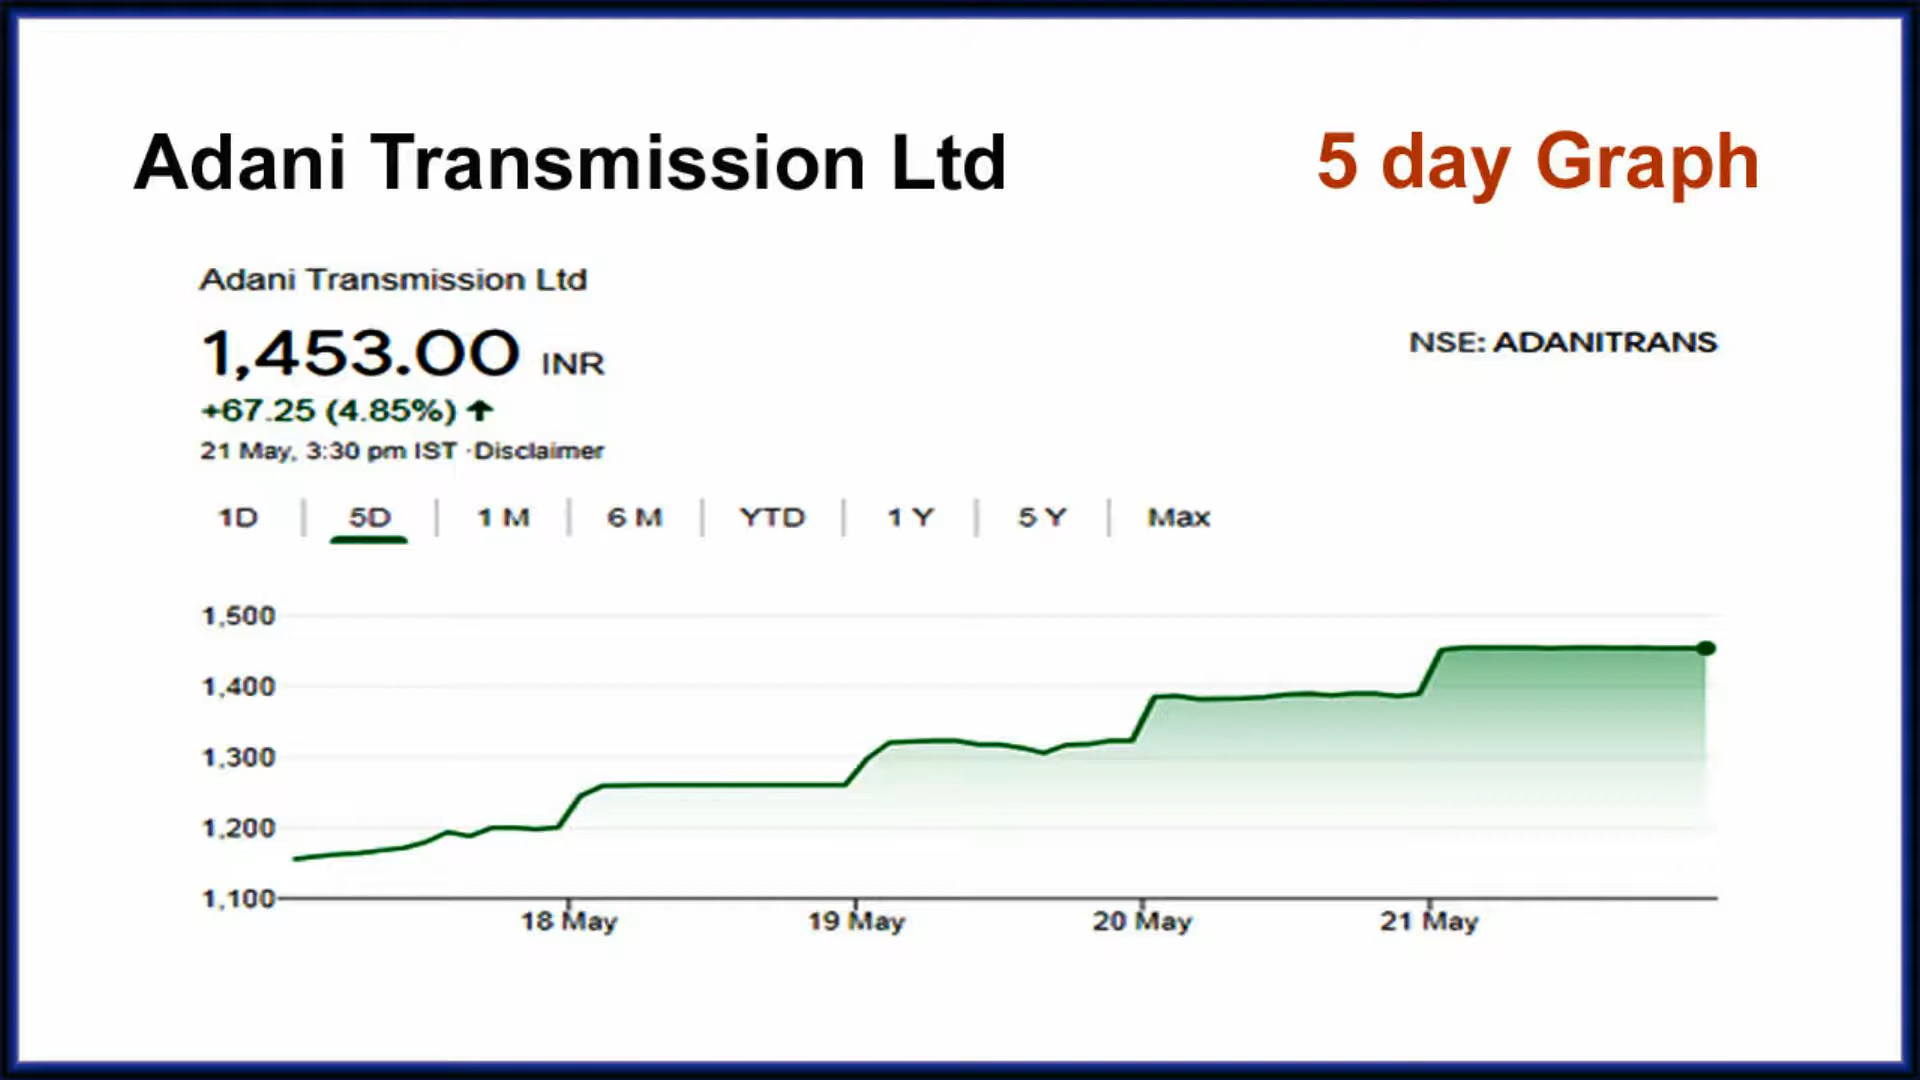 Adani Transmission Ltd
5 day Graph
Adani Transmission Ltd
1,453.00 INR
NSE: ADANITRANS
+67.25 (4.85%) ↑
21 May, 3:30 pm IST ·Disclaimer
1D | 5D | 1 M | 6 M | YTD | 1 Y | 5 Y | Max
1,500
1,400
1,300
1,200
1,100
18 May 19 May 20 May 21 May